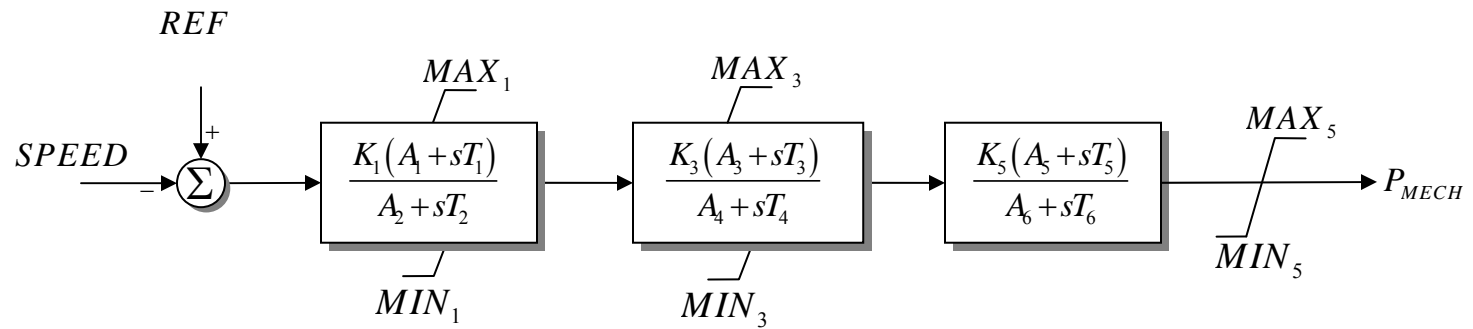 REF
MAX₁
MAX₃
MAX₅
SPEED
+
−
Σ
K₁(A₁+sT₁)
A₂+sT₂
K₃(A₃+sT₃)
A₄+sT₄
K₅(A₅+sT₅)
A₆+sT₆
P_MECH
MIN₁
MIN₃
MIN₅